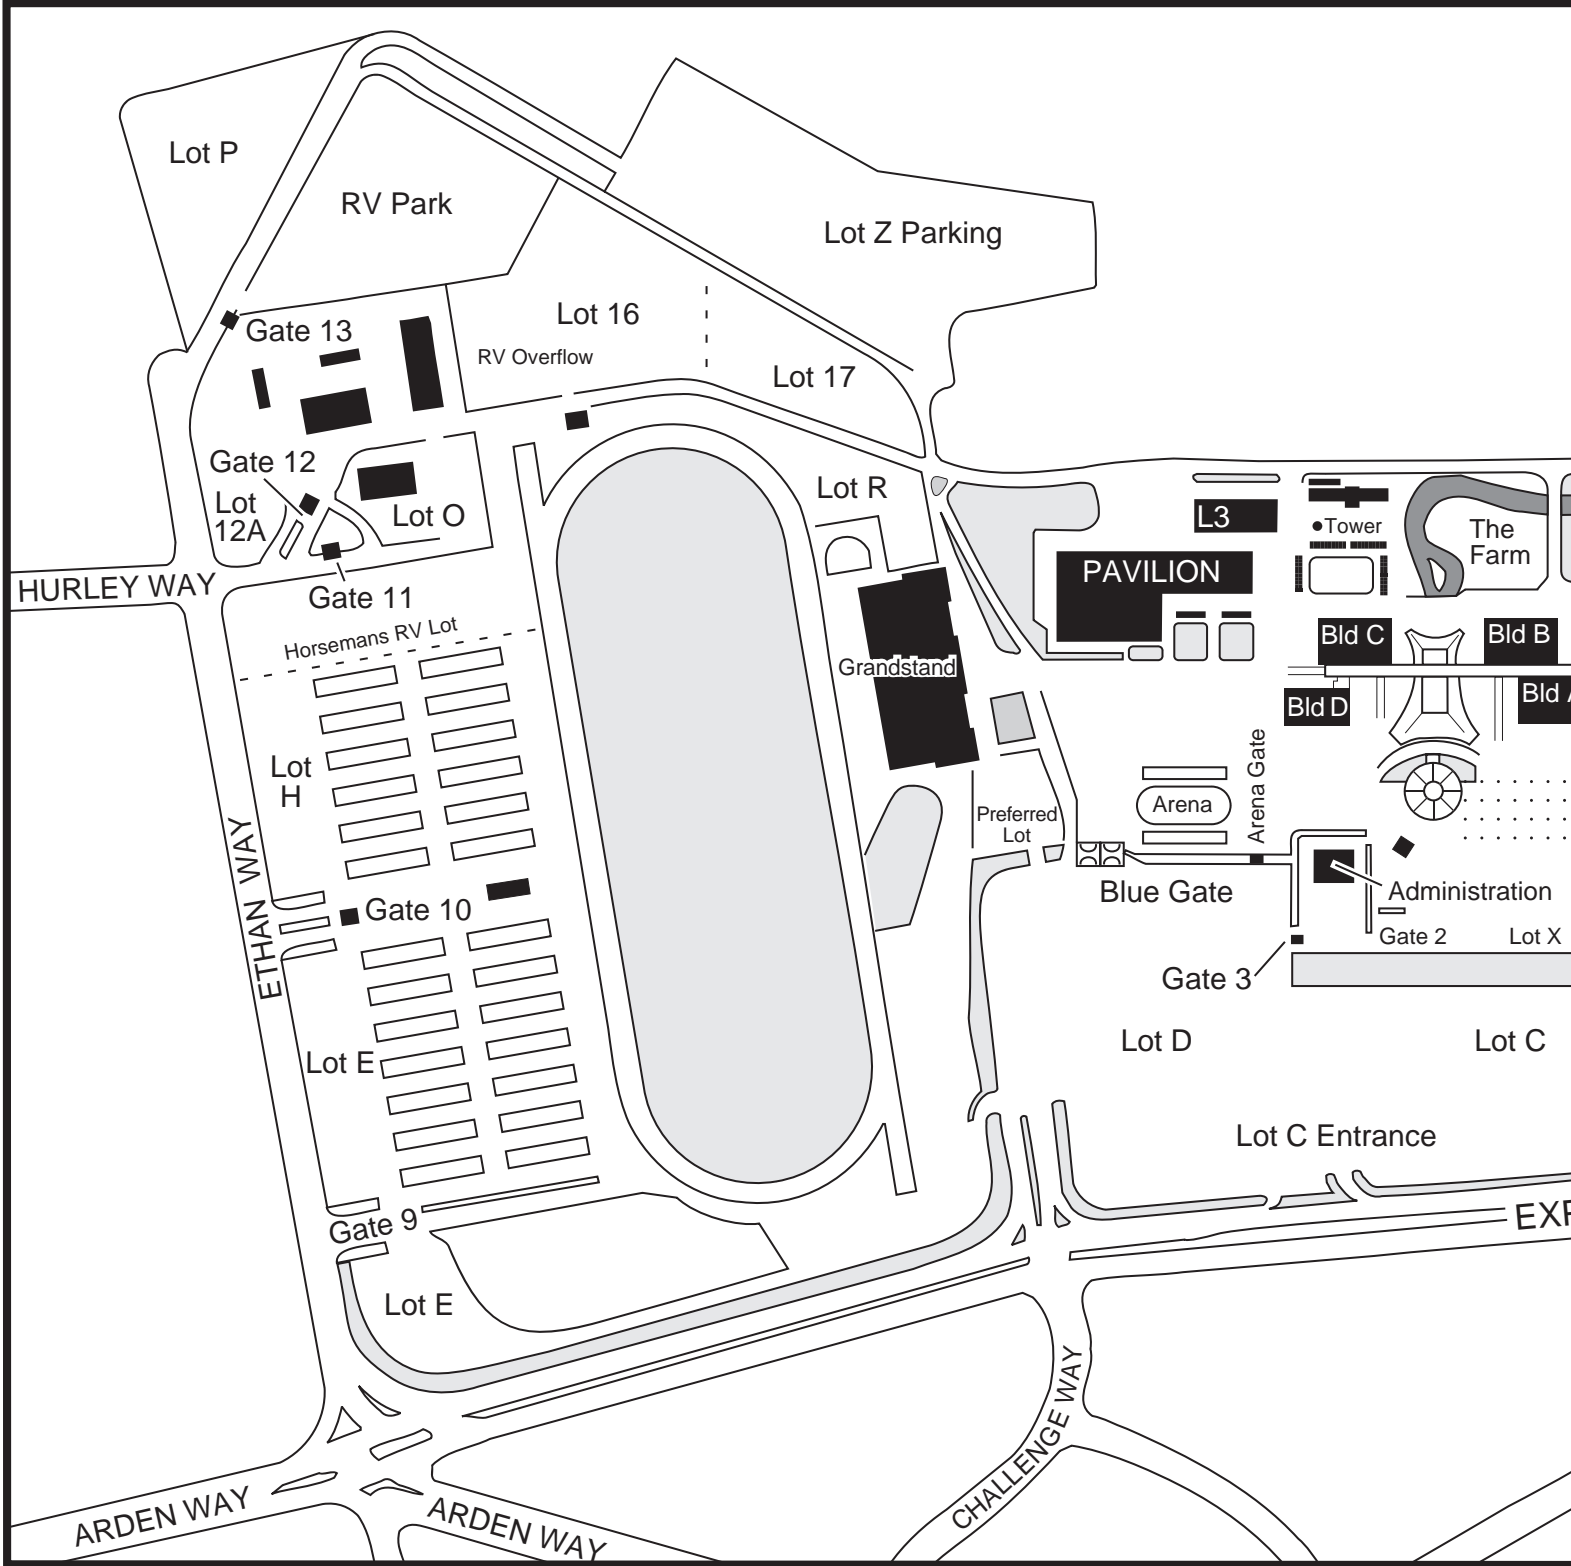 Lot P
RV Park
Lot Z Parking
Lot 16
RV Overflow
Gate 13
Lot 17
Gate 12
Lot
12A
Lot O
Lot R
L3
Tower
The
Farm
PAVILION
HURLEY WAY
Gate 11
Horsemans RV Lot
Grandstand
Bld C
Bld B
Bld D
Bld A
Lot
H
Arena Gate
Arena
Preferred
Lot
ETHAN WAY
Gate 10
Blue Gate
Administration
Gate 2
Lot X
Gate 3
Lot E
Lot D
Lot C
Lot C Entrance
Gate 9
EXP
Lot E
CHALLENGE WAY
ARDEN WAY
ARDEN WAY